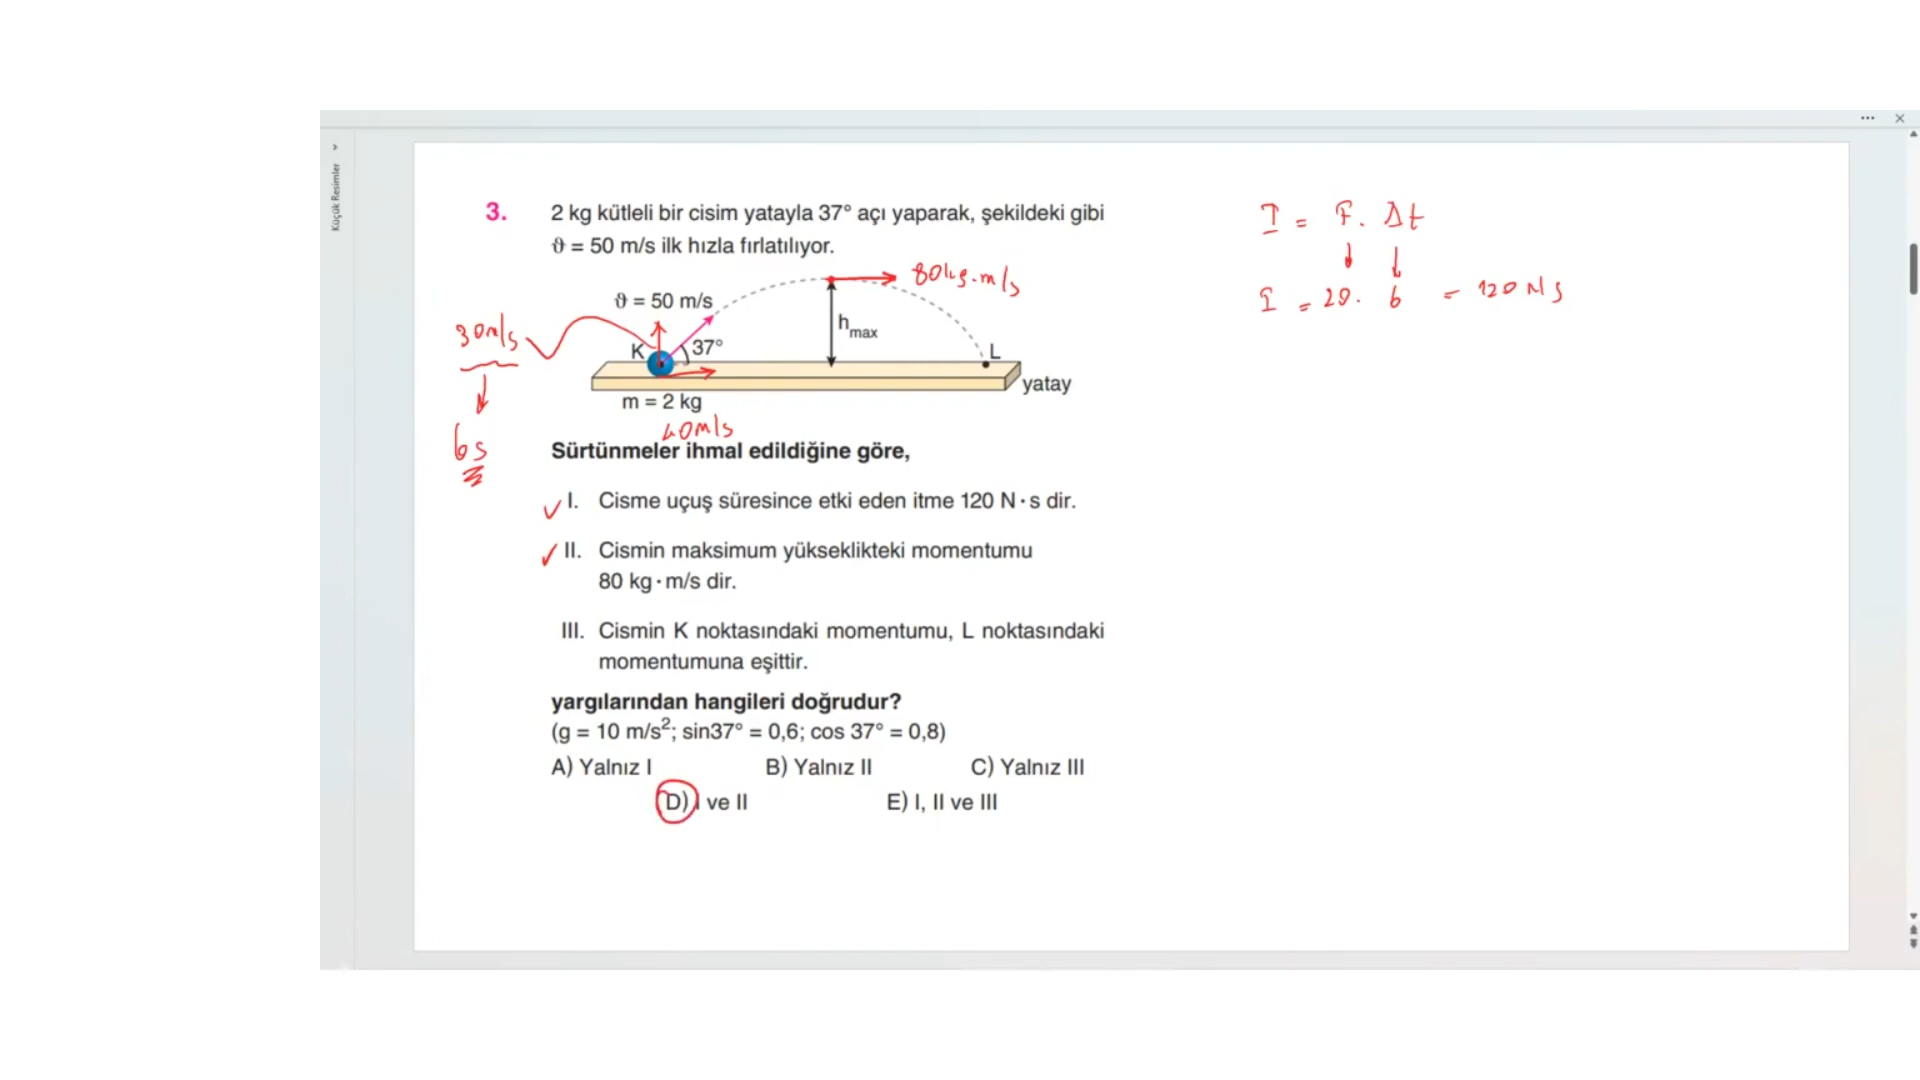 Küçük Resimler
3. 2 kg kütleli bir cisim yatayla 37° açı yaparak, şekildeki gibi
ϑ = 50 m/s ilk hızla fırlatılıyor.
ϑ = 50 m/s
80kg.m/s
30m/s
h max
K
37°
L
yatay
m = 2 kg
40m/s
6s
Sürtünmeler ihmal edildiğine göre,
I. Cisme uçuş süresince etki eden itme 120 N·s dir.
II. Cismin maksimum yükseklikteki momentumu
80 kg·m/s dir.
III. Cismin K noktasındaki momentumu, L noktasındaki
momentumuna eşittir.
yargılarından hangileri doğrudur?
(g = 10 m/s²; sin37° = 0,6; cos 37° = 0,8)
A) Yalnız I B) Yalnız II C) Yalnız III
D) I ve II E) I, II ve III
I = F. Δt
I = 20. 6 = 120 N s